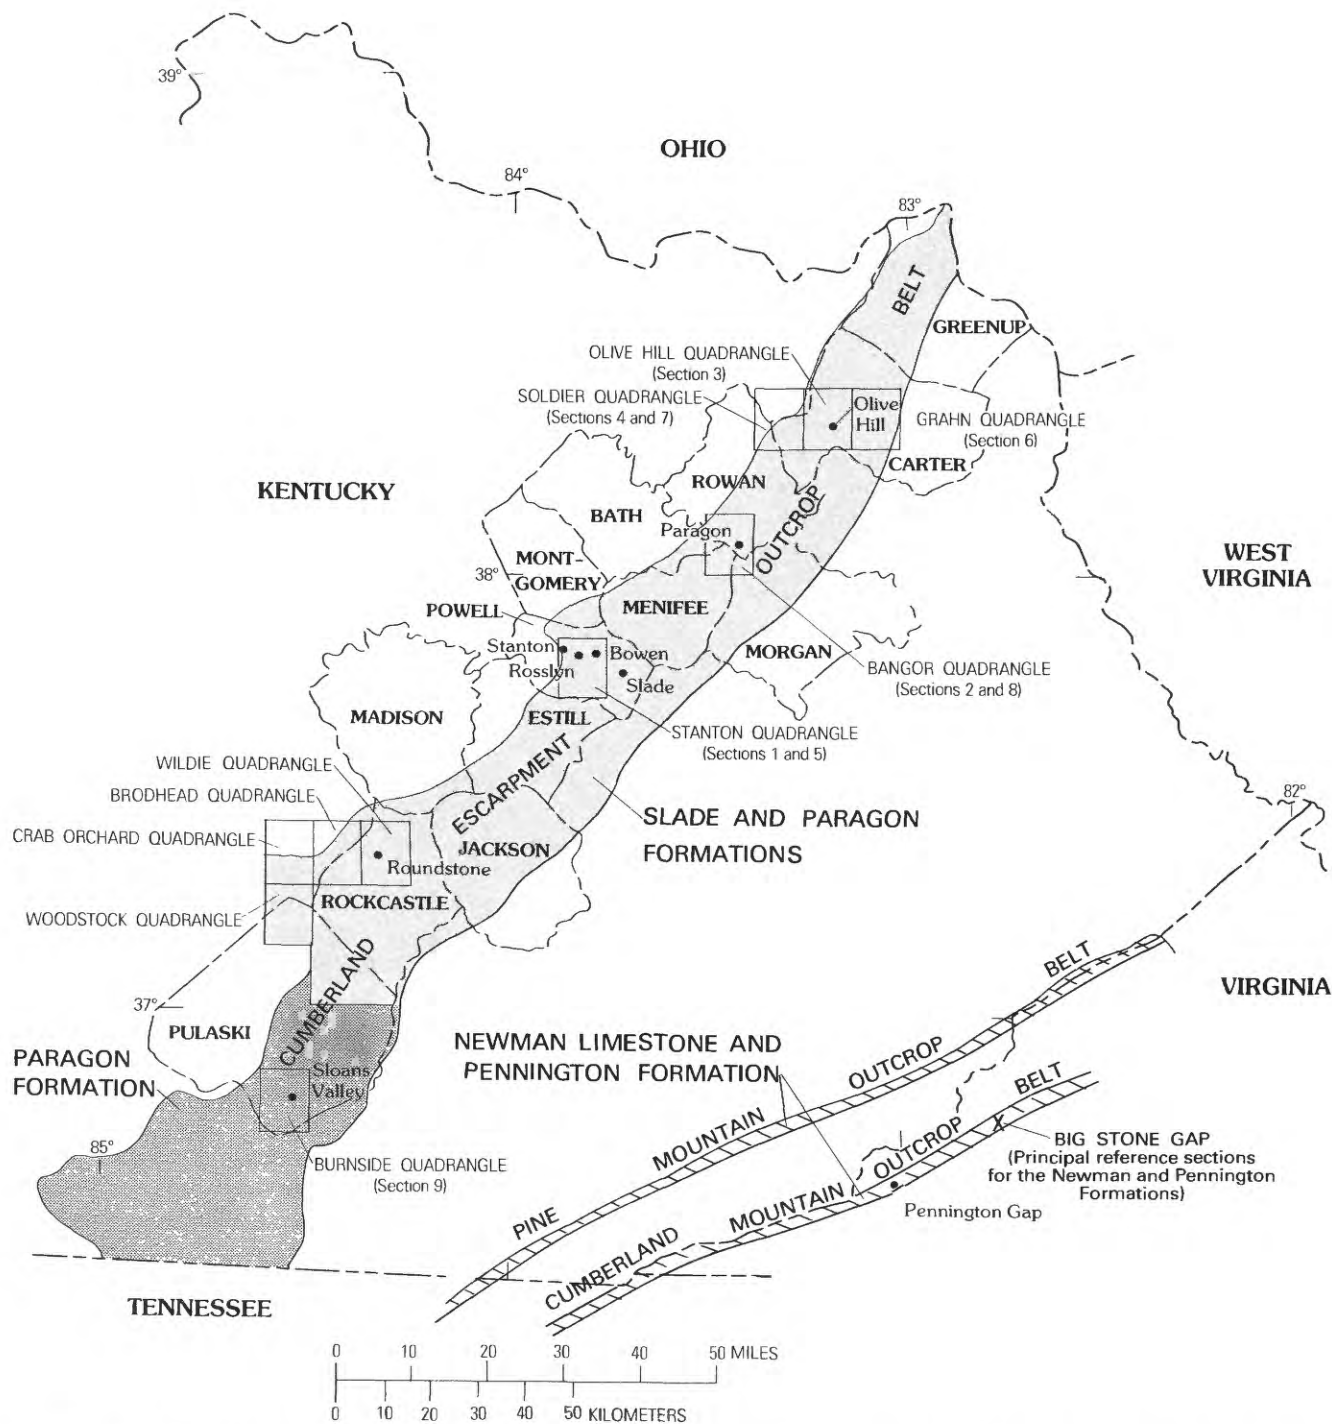 39°
OHIO
84°
83°
BELT
GREENUP
OLIVE HILL QUADRANGLE
(Section 3)
SOLDIER QUADRANGLE
(Sections 4 and 7)
Olive
Hill
GRAHN QUADRANGLE
(Section 6)
CARTER
KENTUCKY
ROWAN
BATH
OUTCROP
Paragon
WEST
VIRGINIA
MONT-
GOMERY
38°
MENIFEE
POWELL
Stanton
Bowen
Rosslyn
Slade
MORGAN
BANGOR QUADRANGLE
(Sections 2 and 8)
MADISON
ESTILL
STANTON QUADRANGLE
(Sections 1 and 5)
WILDIE QUADRANGLE
ESCARPMENT
BRODHEAD QUADRANGLE
82°
SLADE AND PARAGON
FORMATIONS
CRAB ORCHARD QUADRANGLE
JACKSON
Roundstone
ROCKCASTLE
WOODSTOCK QUADRANGLE
CUMBERLAND
BELT
VIRGINIA
37°
PULASKI
NEWMAN LIMESTONE AND
PENNINGTON FORMATION
PARAGON
FORMATION
Sloans
Valley
OUTCROP
BELT
MOUNTAIN
85°
BURNSIDE QUADRANGLE
(Section 9)
OUTCROP
X
BIG STONE GAP
(Principal reference sections
for the Newman and Pennington
Formations)
MOUNTAIN
Pennington Gap
PINE
CUMBERLAND
TENNESSEE
0 10 20 30 40 50 MILES
0 10 20 30 40 50 KILOMETERS